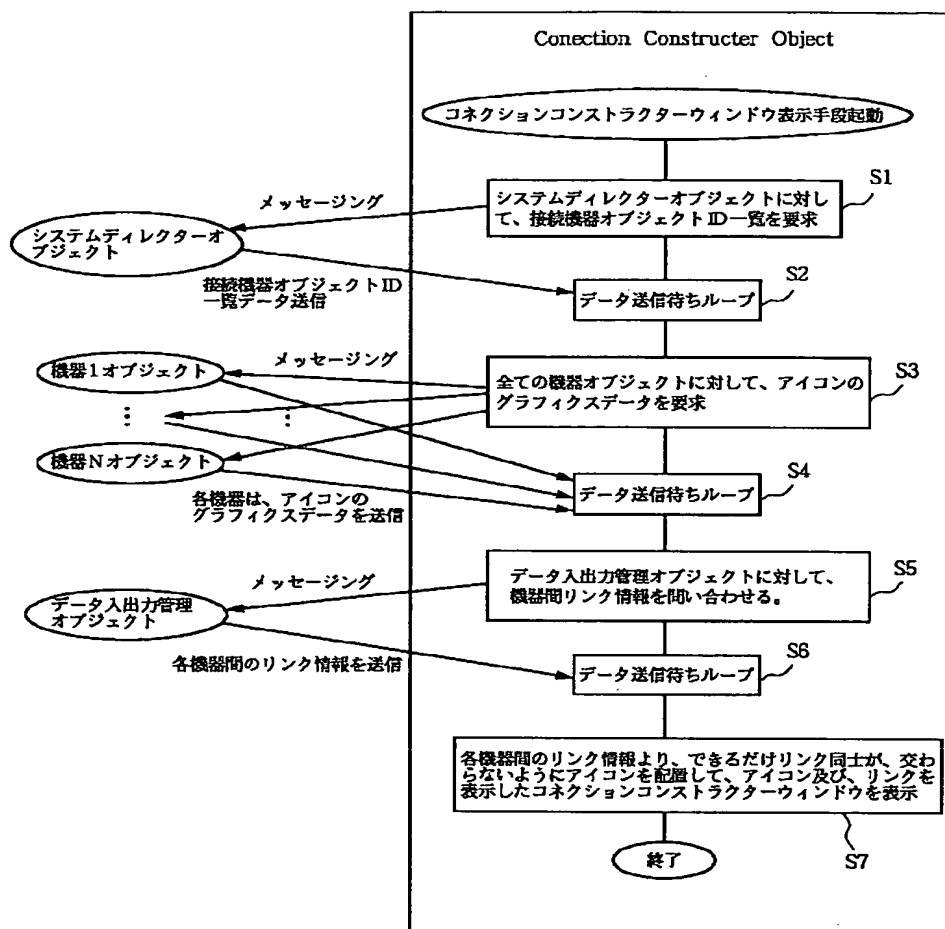 Conection Constructer Object
コネクションコンストラクターウィンドウ表示手段起動
S1
メッセージング
システムディレクターオブジェクトに対し
て、接続機器オブジェクトID一覧を要求
システムディレクターオ
ブジェクト
接続機器オブジェクトID
一覧データ送信
S2
データ送信待ちループ
メッセージング
機器1オブジェクト
S3
全ての機器オブジェクトに対して、アイコンの
グラフィクスデータを要求
機器Nオブジェクト
S4
データ送信待ちループ
各機器は、アイコンの
グラフィクスデータを送信
S5
メッセージング
データ入出力管理オブジェクトに対して、
機器間リンク情報を問い合わせる。
データ入出力管理
オブジェクト
各機器間のリンク情報を送信
S6
データ送信待ちループ
各機器間のリンク情報より、できるだけリンク同士が、交わ
らないようにアイコンを配置して、アイコン及び、リンクを
表示したコネクションコンストラクターウィンドウを表示
S7
終了